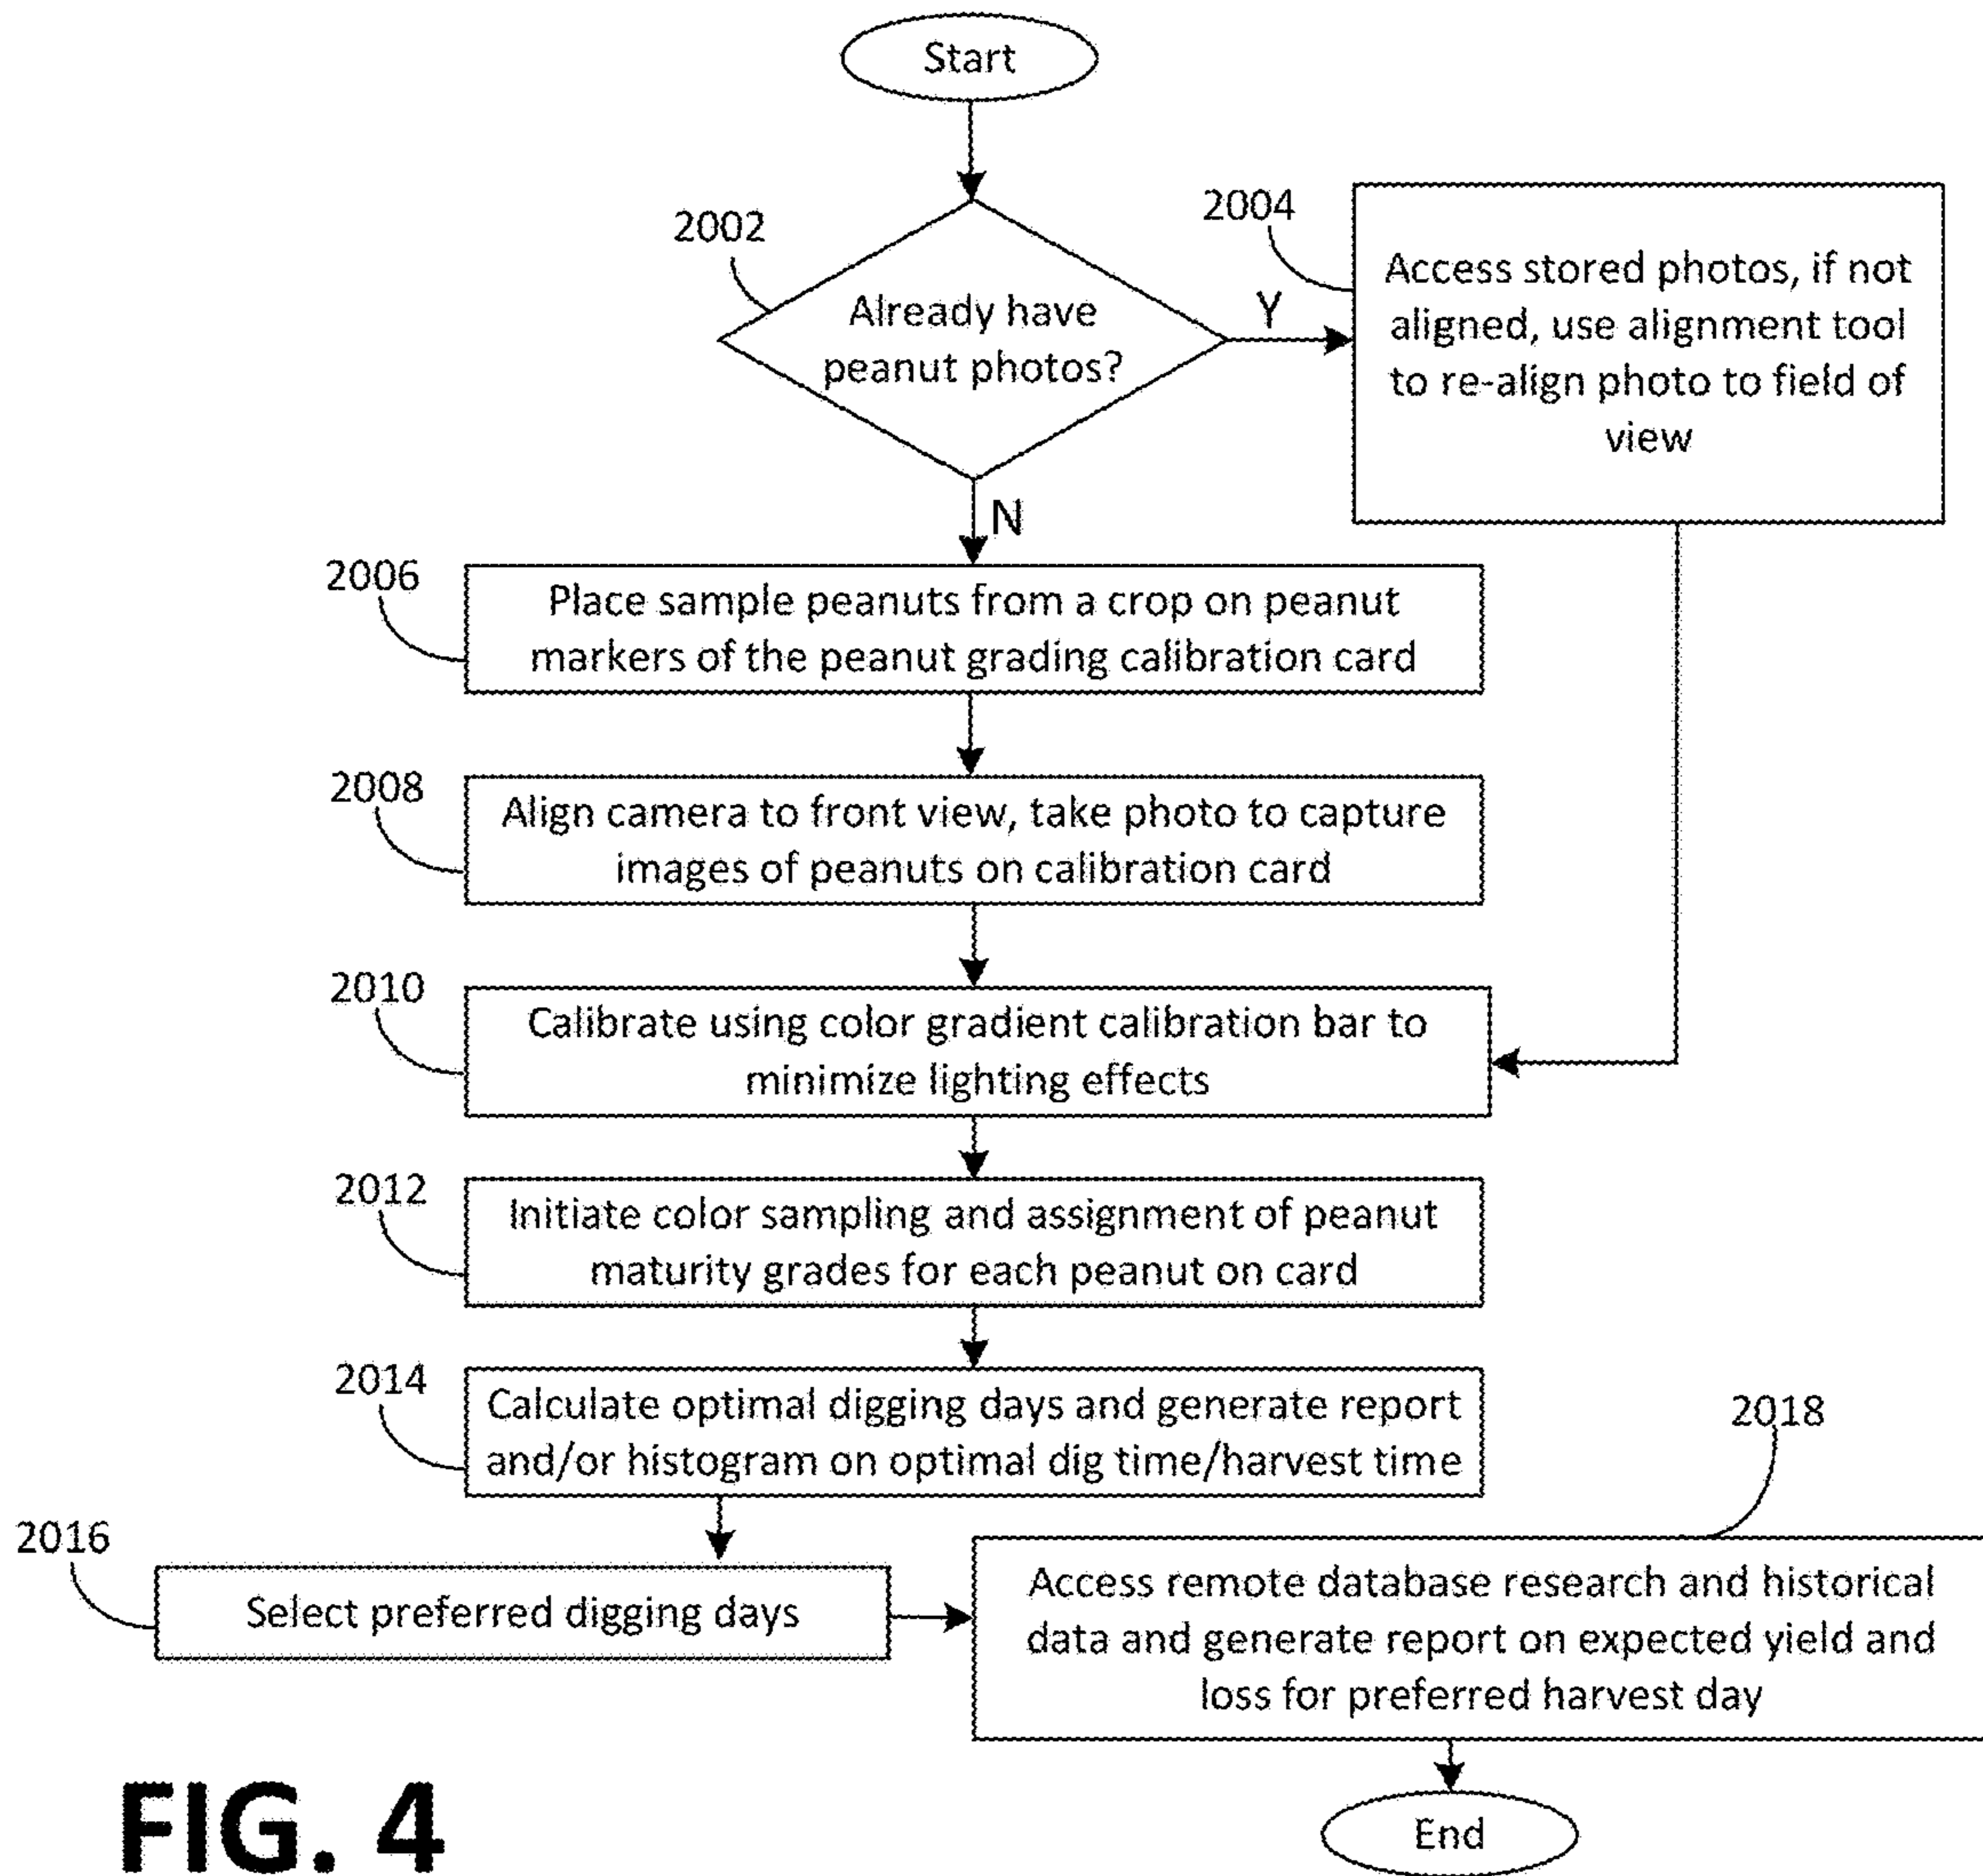 Start
2002
Already have
peanut photos?
Y
2004
Access stored photos, if not
aligned, use alignment tool
to re-align photo to field of
view
N
2006
Place sample peanuts from a crop on peanut
markers of the peanut grading calibration card
2008
Align camera to front view, take photo to capture
images of peanuts on calibration card
2010
Calibrate using color gradient calibration bar to
minimize lighting effects
2012
Initiate color sampling and assignment of peanut
maturity grades for each peanut on card
2014
Calculate optimal digging days and generate report
and/or histogram on optimal dig time/harvest time
2016
Select preferred digging days
2018
Access remote database research and historical
data and generate report on expected yield and
loss for preferred harvest day
End
FIG. 4